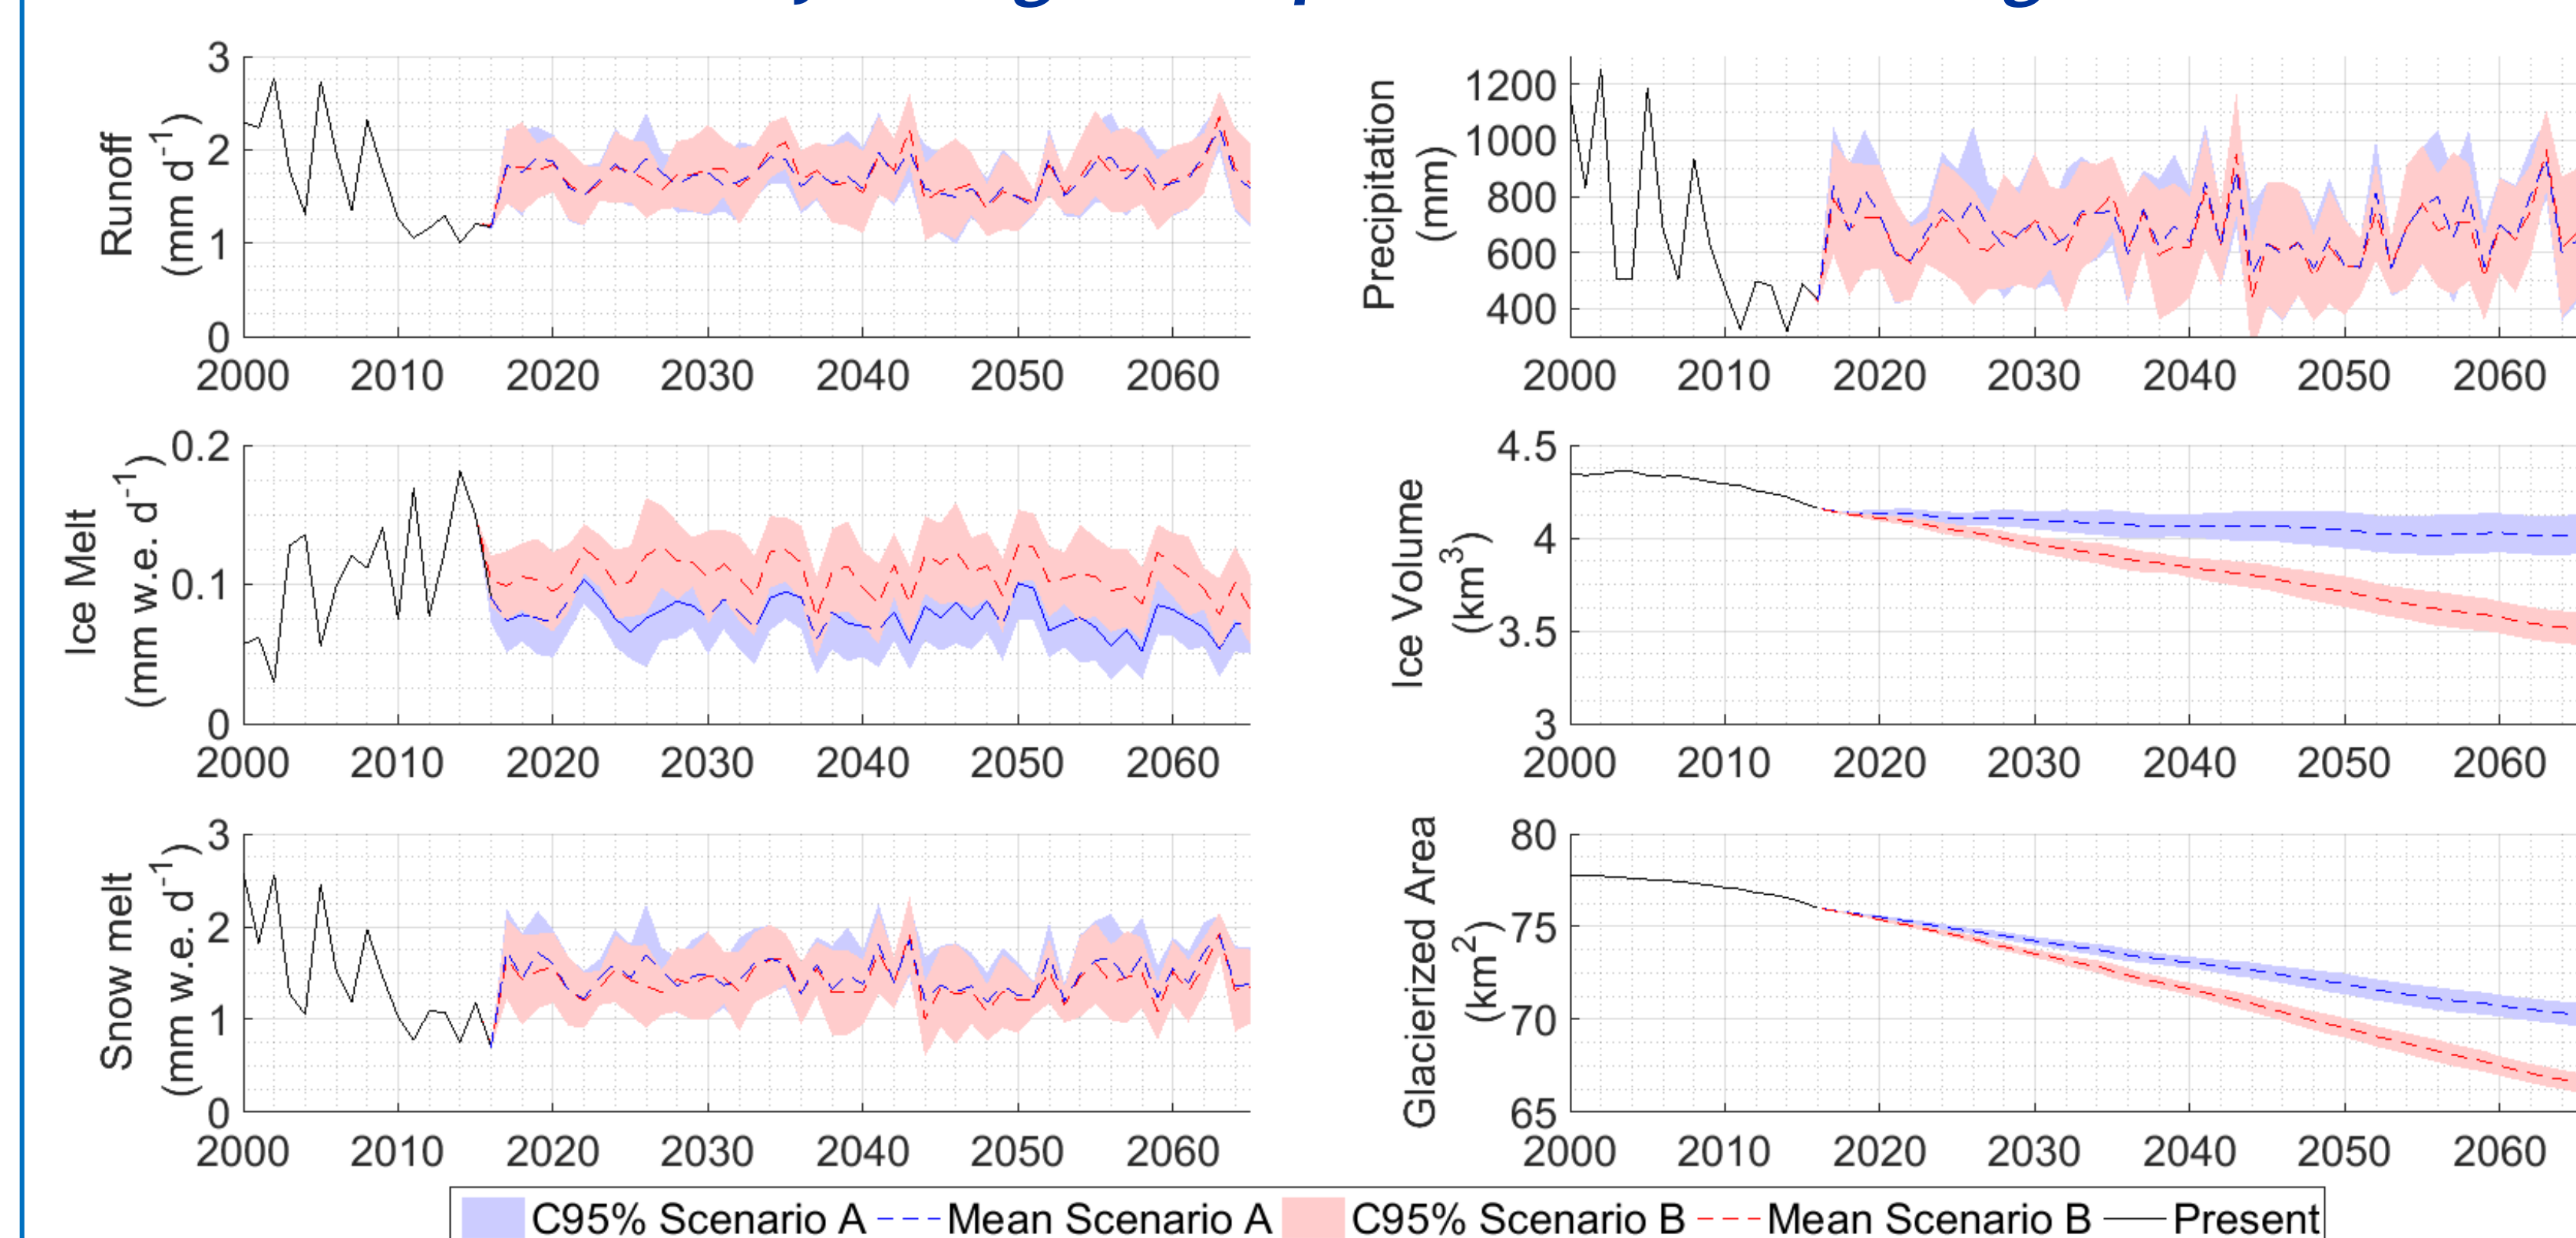 3
2
1
0
Runoff
(mm d⁻¹)
2000 2010 2020 2030 2040 2050 2060
1200
1000
800
600
400
Precipitation
(mm)
2000 2010 2020 2030 2040 2050 2060
0.2
0.1
0
Ice Melt
(mm w.e. d⁻¹)
2000 2010 2020 2030 2040 2050 2060
4.5
4
3.5
3
Ice Volume
(km³)
2000 2010 2020 2030 2040 2050 2060
3
2
1
0
Snow melt
(mm w.e. d⁻¹)
2000 2010 2020 2030 2040 2050 2060
80
75
70
65
Glacierized Area
(km²)
2000 2010 2020 2030 2040 2050 2060
C95% Scenario A Mean Scenario A C95% Scenario B Mean Scenario B Present